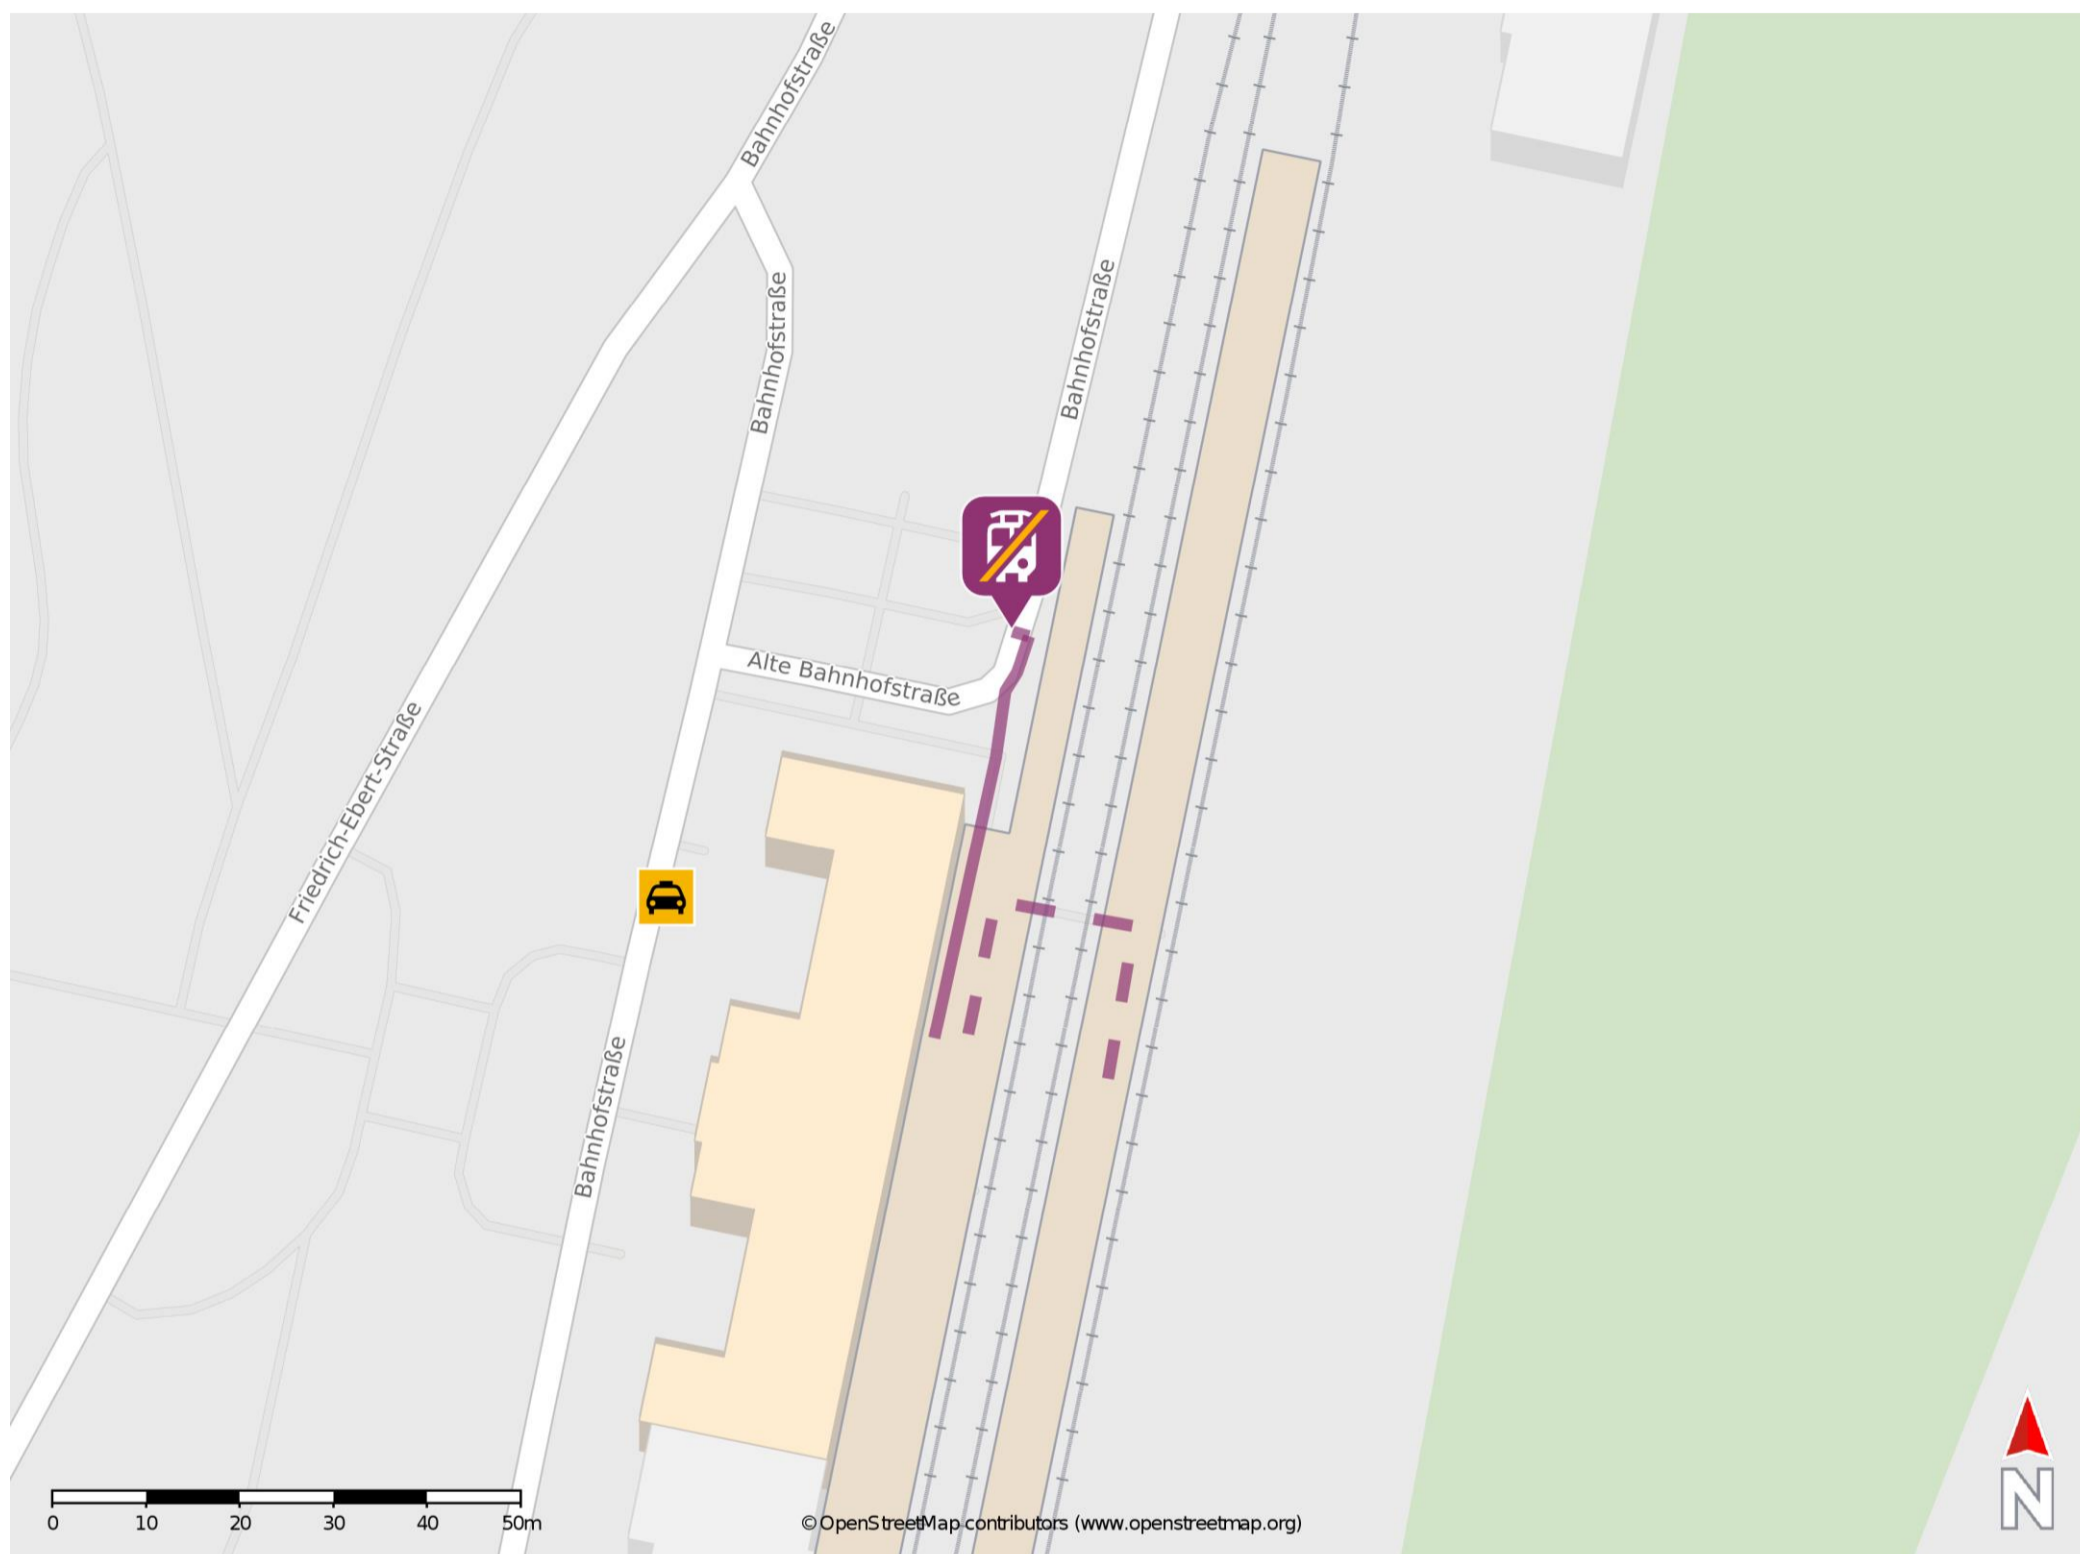 Bahnhofstraße
Bahnhofstraße
Bahnhofstraße
Alte Bahnhofstraße
Friedrich-Ebert-Straße
Bahnhofstraße
N
0 10 20 30 40 50m
© OpenStreetMap contributors (www.openstreetmap.org)